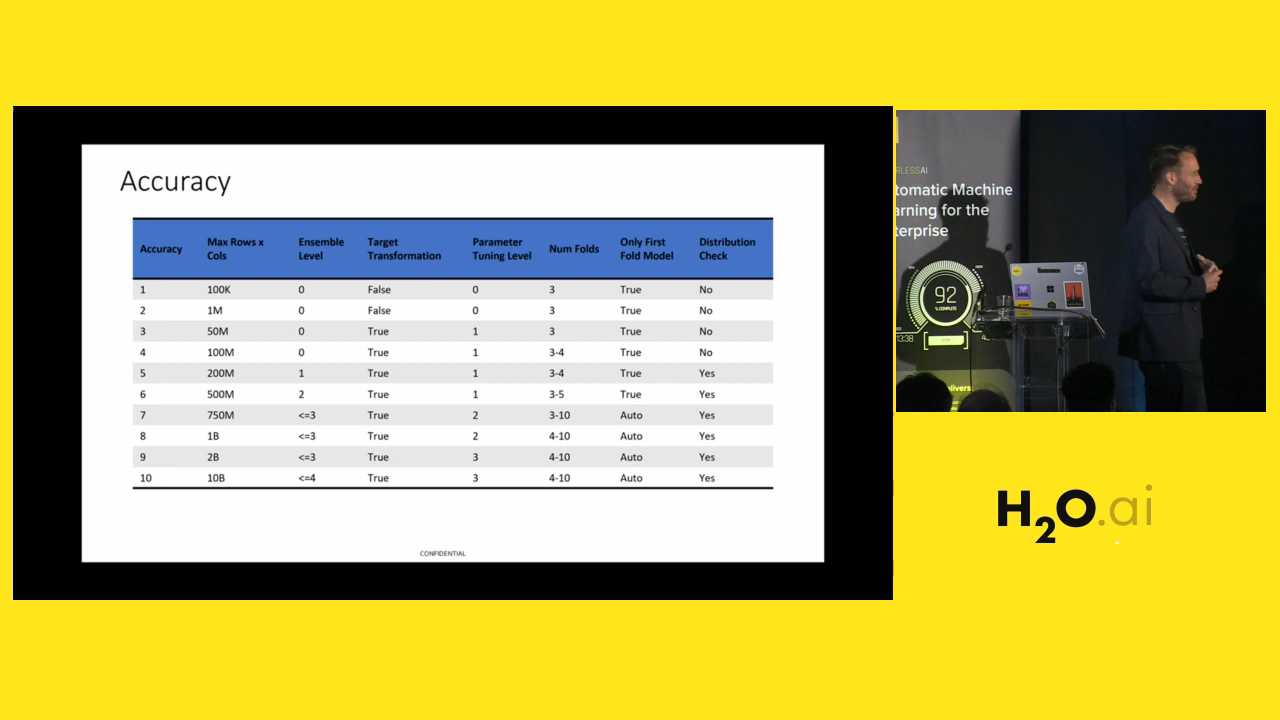 Accuracy
Accuracy Max Rows x Cols Ensemble Level Target Transformation Parameter Tuning Level Num Folds Only First Fold Model Distribution Check
1 100K 0 False 0 3 True No
2 1M 0 False 0 3 True No
3 50M 0 True 1 3 True No
4 100M 0 True 1 3-4 True No
5 200M 1 True 1 3-4 True Yes
6 500M 2 True 1 3-5 True Yes
7 750M <=3 True 2 3-10 Auto Yes
8 1B <=3 True 2 4-10 Auto Yes
9 2B <=3 True 3 4-10 Auto Yes
10 10B <=4 True 3 4-10 Auto Yes
CONFIDENTIAL
RLESSAI
tomatic Machine
arning for the
terprise
92
% COMPLETE
13:38
elivers
H2O.ai